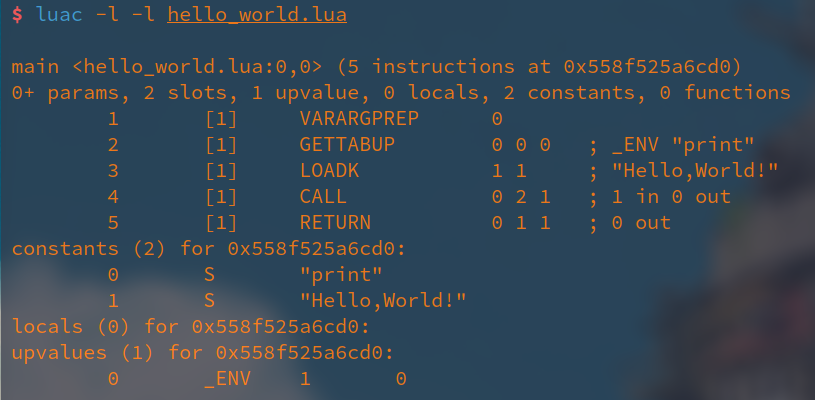 $ luac -l -l hello_world.lua
main <hello_world.lua:0,0> (5 instructions at 0x558f525a6cd0)
0+ params, 2 slots, 1 upvalue, 0 locals, 2 constants, 0 functions
1 [1] VARARGPREP 0
2 [1] GETTABUP 0 0 0 ; _ENV "print"
3 [1] LOADK 1 1 ; "Hello,World!"
4 [1] CALL 0 2 1 ; 1 in 0 out
5 [1] RETURN 0 1 1 ; 0 out
constants (2) for 0x558f525a6cd0:
0 S "print"
1 S "Hello,World!"
locals (0) for 0x558f525a6cd0:
upvalues (1) for 0x558f525a6cd0:
0 _ENV 1 0